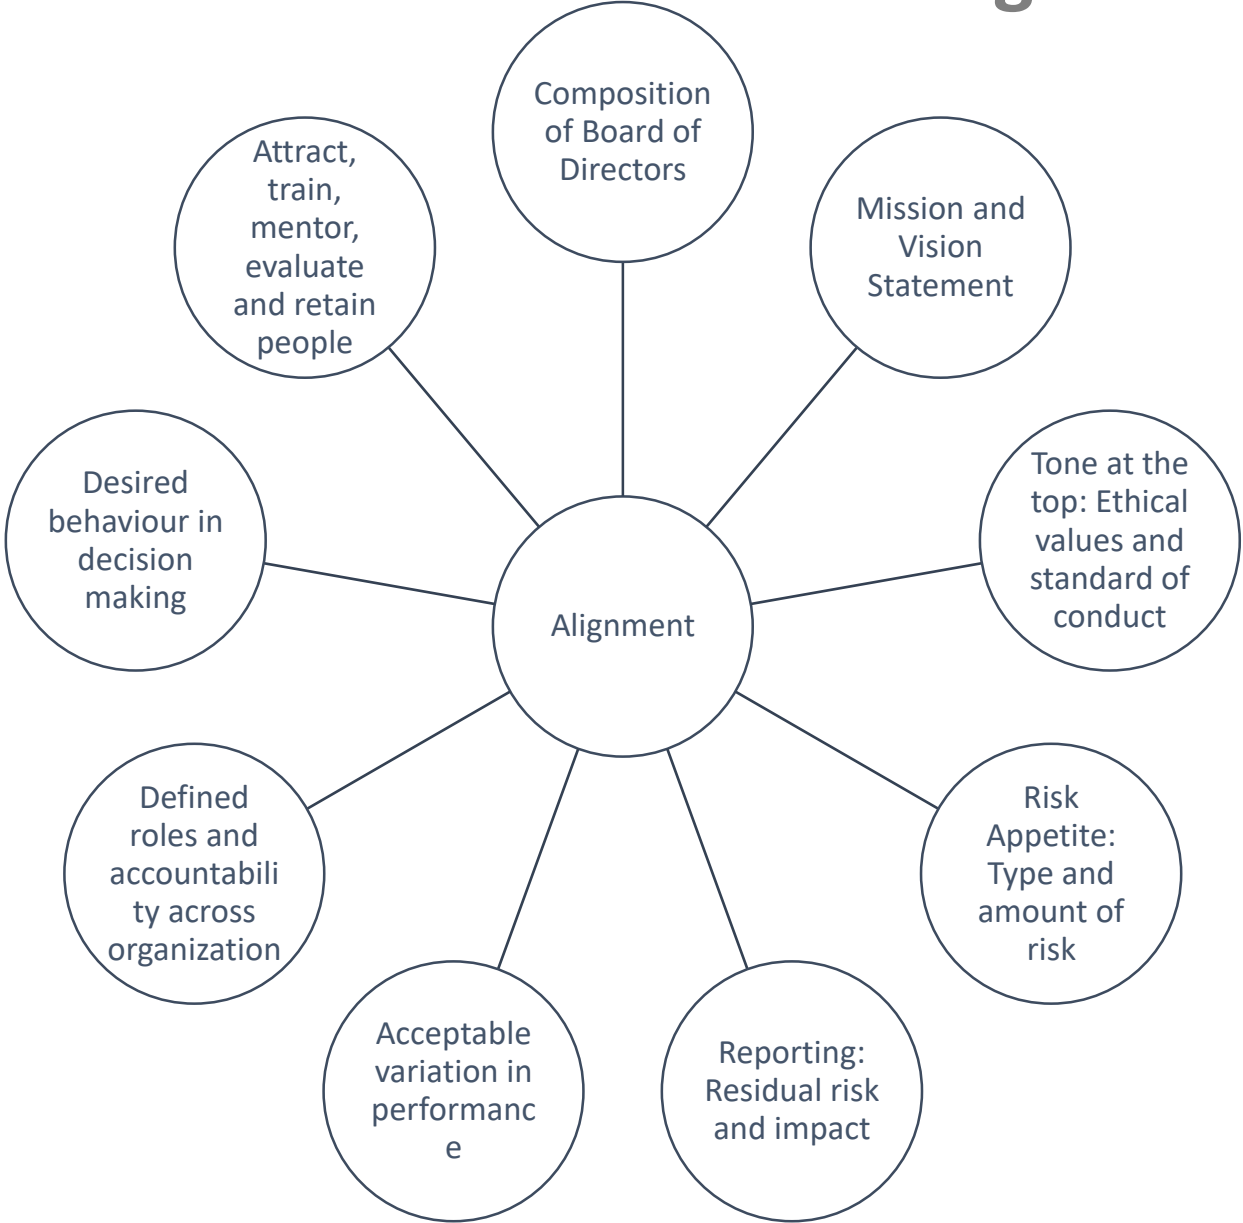 Composition
of Board of
Directors
Mission and
Vision
Statement
Tone at the
top: Ethical
values and
standard of
conduct
Risk
Appetite:
Type and
amount of
risk
Reporting:
Residual risk
and impact
Acceptable
variation in
performanc
e
Defined
roles and
accountabili
ty across
organization
Desired
behaviour in
decision
making
Attract,
train,
mentor,
evaluate
and retain
people
Alignment